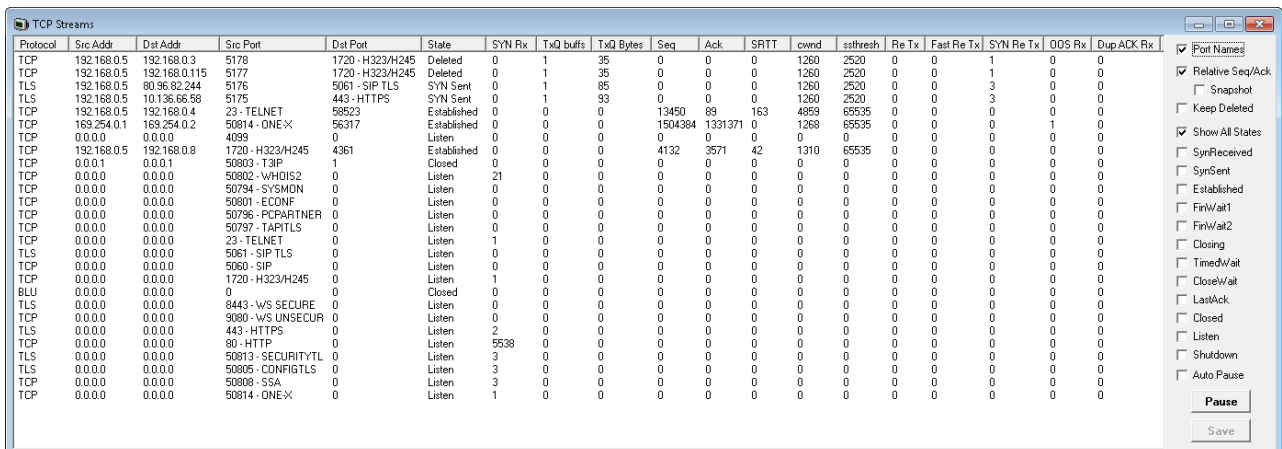 TCP Streams
Protocol Src Addr Dst Addr Src Port Dst Port State SYN Rx TxQ buffs TxQ Bytes Seq Ack SRTT cwnd ssthresh Re Tx Fast Re Tx SYN Re Tx OOS Rx Dup ACK Rx
TCP 192.168.0.5 192.168.0.3 5178 1720 - H323/H245 Deleted 0 1 35 0 0 0 1260 2520 0 0 1 0 0
TCP 192.168.0.5 192.168.0.115 5177 1720 - H323/H245 Deleted 0 1 35 0 0 0 1260 2520 0 0 1 0 0
TLS 192.168.0.5 80.96.82.244 5176 5061 - SIP TLS SYN Sent 0 1 85 0 0 0 1260 2520 0 0 3 0 0
TLS 192.168.0.5 10.136.66.58 5175 443 - HTTPS SYN Sent 0 1 93 0 0 0 1260 2520 0 0 3 0 0
TCP 192.168.0.5 192.168.0.4 23 - TELNET 58523 Established 0 0 0 13450 89 163 4859 65535 0 0 0 0 0
TCP 169.254.0.1 169.254.0.2 50814 - ONE-X 56317 Established 0 0 0 1504384 1331371 0 1268 65535 0 0 0 1 0
TCP 0.0.0.0 0.0.0.0 4099 0 Listen 0 0 0 0 0 0 0 0 0 0 0 0 0
TCP 192.168.0.5 192.168.0.8 1720 - H323/H245 4361 Established 0 0 0 4132 3571 42 1310 65535 0 0 0 0 0
TCP 0.0.0.1 0.0.0.1 50803 - T3IP 1 Closed 0 0 0 0 0 0 0 0 0 0 0 0 0
TCP 0.0.0.0 0.0.0.0 50802 - WHOIS2 0 Listen 21 0 0 0 0 0 0 0 0 0 0 0 0
TCP 0.0.0.0 0.0.0.0 50794 - SYSMON 0 Listen 0 0 0 0 0 0 0 0 0 0 0 0 0
TCP 0.0.0.0 0.0.0.0 50801 - ECONF 0 Listen 0 0 0 0 0 0 0 0 0 0 0 0 0
TCP 0.0.0.0 0.0.0.0 50796 - PCPARTNER 0 Listen 0 0 0 0 0 0 0 0 0 0 0 0 0
TCP 0.0.0.0 0.0.0.0 50797 - TAPITLS 0 Listen 0 0 0 0 0 0 0 0 0 0 0 0 0
TCP 0.0.0.0 0.0.0.0 23 - TELNET 0 Listen 1 0 0 0 0 0 0 0 0 0 0 0 0
TLS 0.0.0.0 0.0.0.0 5061 - SIP TLS 0 Listen 0 0 0 0 0 0 0 0 0 0 0 0 0
TCP 0.0.0.0 0.0.0.0 5060 - SIP 0 Listen 0 0 0 0 0 0 0 0 0 0 0 0 0
TCP 0.0.0.0 0.0.0.0 1720 - H323/H245 0 Listen 1 0 0 0 0 0 0 0 0 0 0 0 0
BLU 0.0.0.0 0.0.0.0 0 0 Closed 0 0 0 0 0 0 0 0 0 0 0 0 0
TLS 0.0.0.0 0.0.0.0 8443 - WS SECURE 0 Listen 0 0 0 0 0 0 0 0 0 0 0 0 0
TCP 0.0.0.0 0.0.0.0 9080 - WS UNSECUR 0 Listen 0 0 0 0 0 0 0 0 0 0 0 0 0
TLS 0.0.0.0 0.0.0.0 443 - HTTPS 0 Listen 2 0 0 0 0 0 0 0 0 0 0 0 0
TCP 0.0.0.0 0.0.0.0 80 - HTTP 0 Listen 5538 0 0 0 0 0 0 0 0 0 0 0 0
TLS 0.0.0.0 0.0.0.0 50813 - SECURITYTL 0 Listen 3 0 0 0 0 0 0 0 0 0 0 0 0
TLS 0.0.0.0 0.0.0.0 50805 - CONFIGTLS 0 Listen 3 0 0 0 0 0 0 0 0 0 0 0 0
TCP 0.0.0.0 0.0.0.0 50808 - SSA 0 Listen 3 0 0 0 0 0 0 0 0 0 0 0 0
TCP 0.0.0.0 0.0.0.0 50814 - ONE-X 0 Listen 1 0 0 0 0 0 0 0 0 0 0 0 0
Port Names
Relative Seq/Ack
Snapshot
Keep Deleted
Show All States
SynReceived
SynSent
Established
FinWait1
FinWait2
Closing
TimedWait
CloseWait
LastAck
Closed
Listen
Shutdown
Auto Pause
Pause
Save